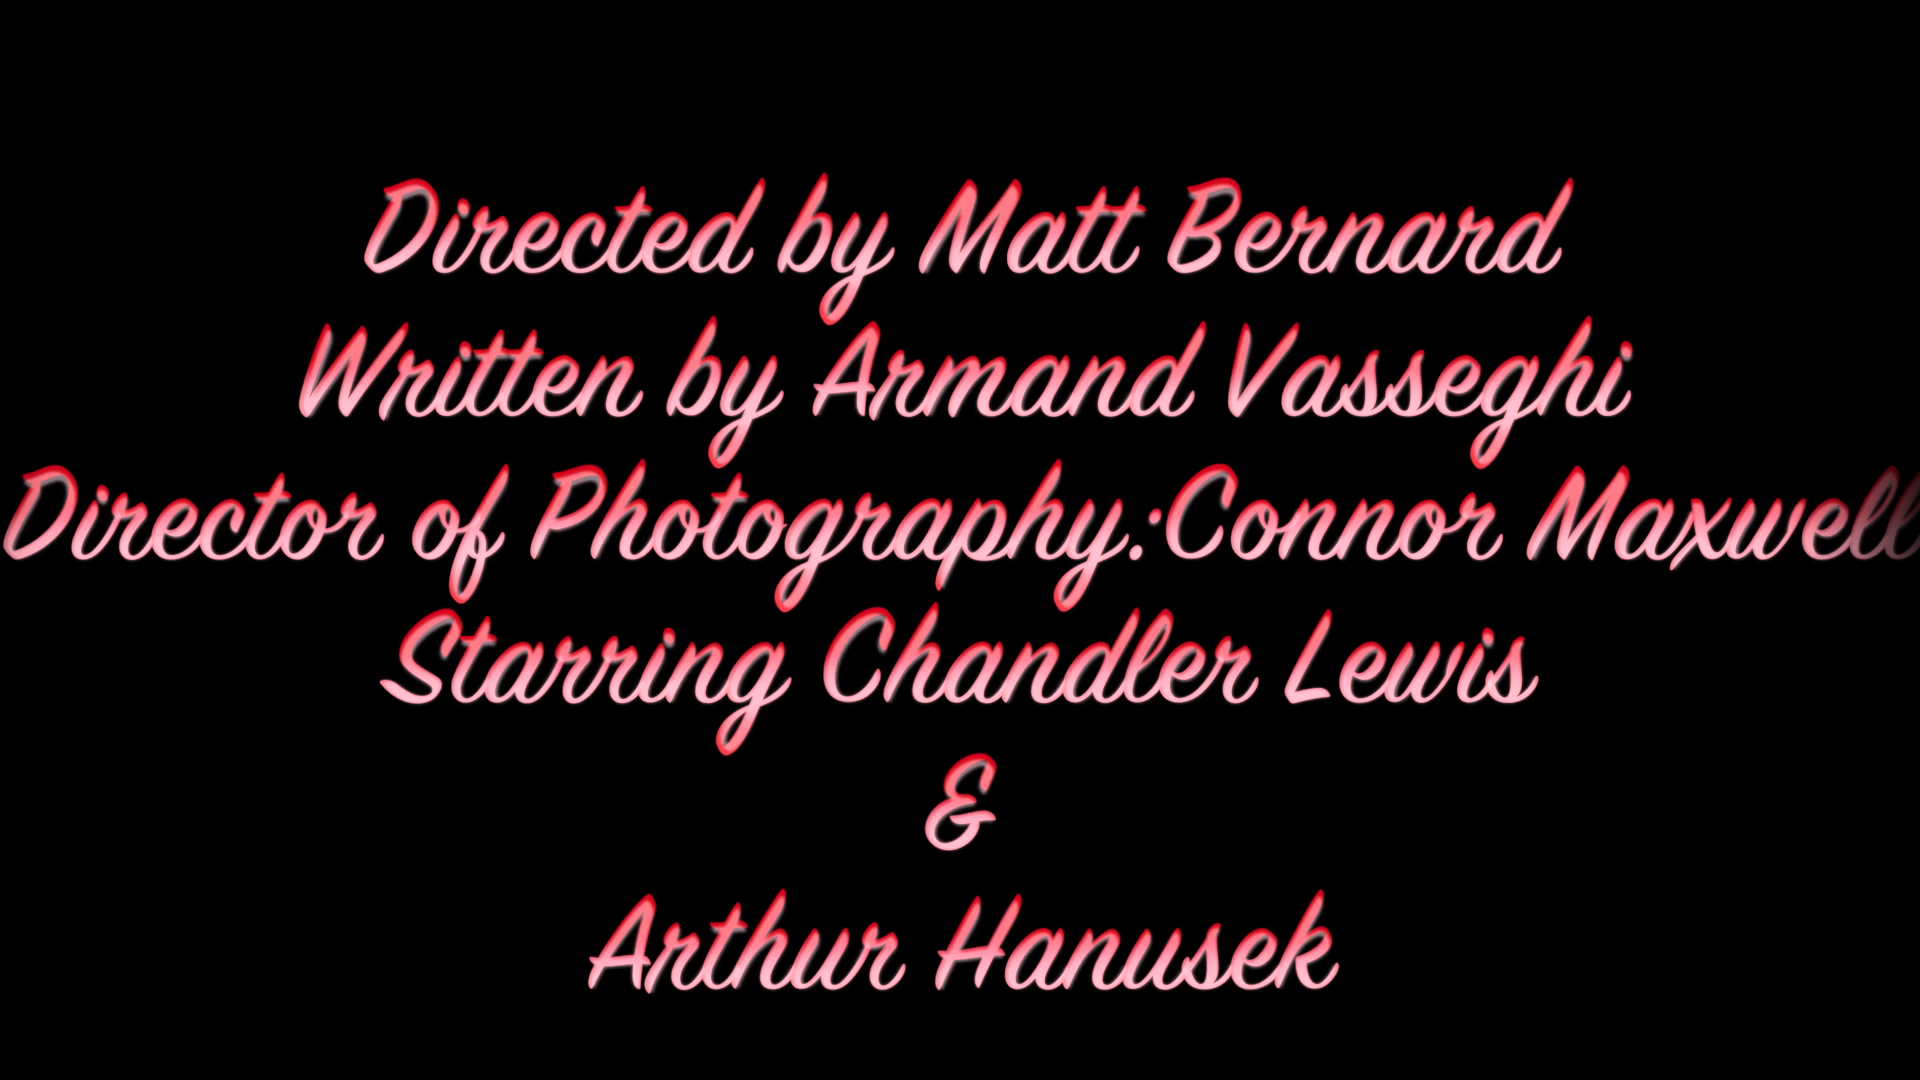 Directed by Matt Bernard
Written by Armand Vasseghi
Director of Photography.:Connor Maxwell
Starring Chandler Lewis
&
Arthur Hanusek